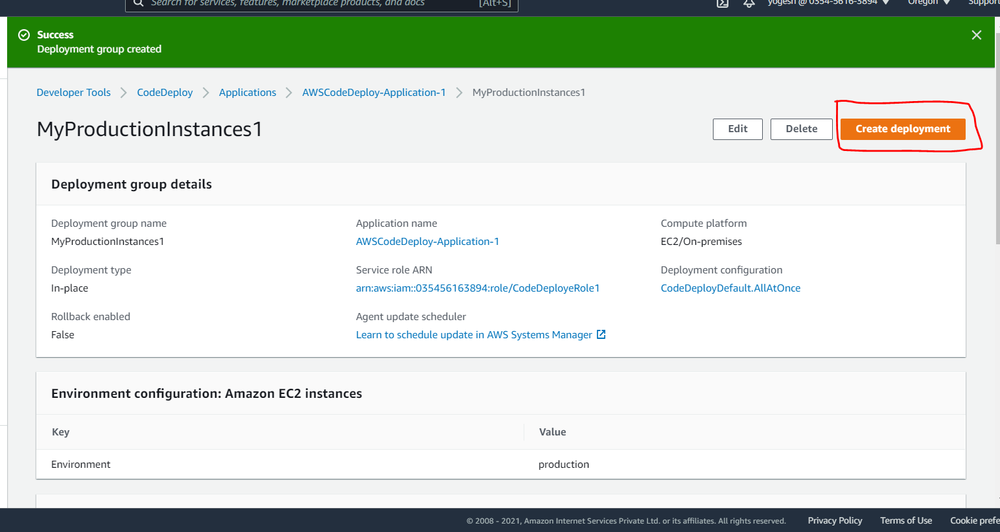 Search for services, features, marketplace products, and docs [Alt+S] yogesh @ 0354-5616-3894 Oregon Support
Success
Deployment group created
Developer Tools CodeDeploy Applications AWSCodeDeploy-Application-1 MyProductionInstances1
MyProductionInstances1 Edit Delete Create deployment
Deployment group details
Deployment group name Application name Compute platform
MyProductionInstances1 AWSCodeDeploy-Application-1 EC2/On-premises
Deployment type Service role ARN Deployment configuration
In-place arn:aws:iam::035456163894:role/CodeDeployeRole1 CodeDeployDefault.AllAtOnce
Rollback enabled Agent update scheduler
False Learn to schedule update in AWS Systems Manager
Environment configuration: Amazon EC2 instances
Key Value
Environment production
© 2008 - 2021, Amazon Internet Services Private Ltd. or its affiliates. All rights reserved. Privacy Policy Terms of Use Cookie prefe